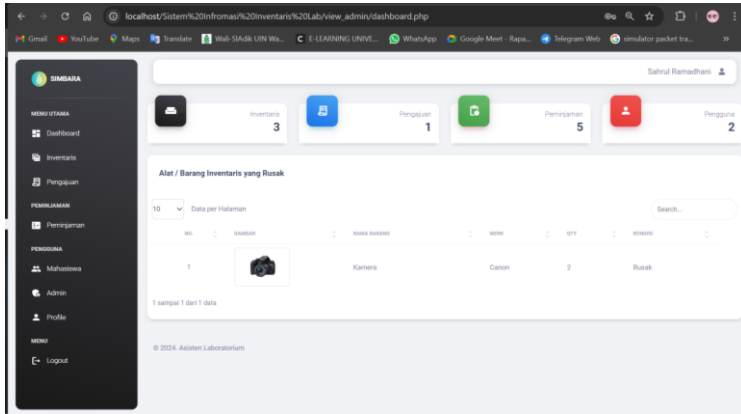 localhost/Sistem%20Infromasi%20Inventaris%20Lab/view_admin/dashboard.php
Gmail YouTube Maps Translate Wali-SIAdik UIN Wa... E-LEARNING UNIVE... WhatsApp Google Meet - Rapa... Telegram Web simulator packet tra... »
SIMBARA
Sahrul Ramadhani
MENU UTAMA
Dashboard
Inventaris
Pengajuan
PEMINJAMAN
Peminjaman
PENGGUNA
Mahasiswa
Admin
Profile
MENU
Logout
Inventaris
3
Pengajuan
1
Peminjaman
5
Pengguna
2
Alat / Barang Inventaris yang Rusak
10 Data per Halaman
Search...
NO. GAMBAR NAMA BARANG MERK QTY KONDISI
1 Kamera Canon 2 Rusak
1 sampai 1 dari 1 data
© 2024. Asisten Laboratorium